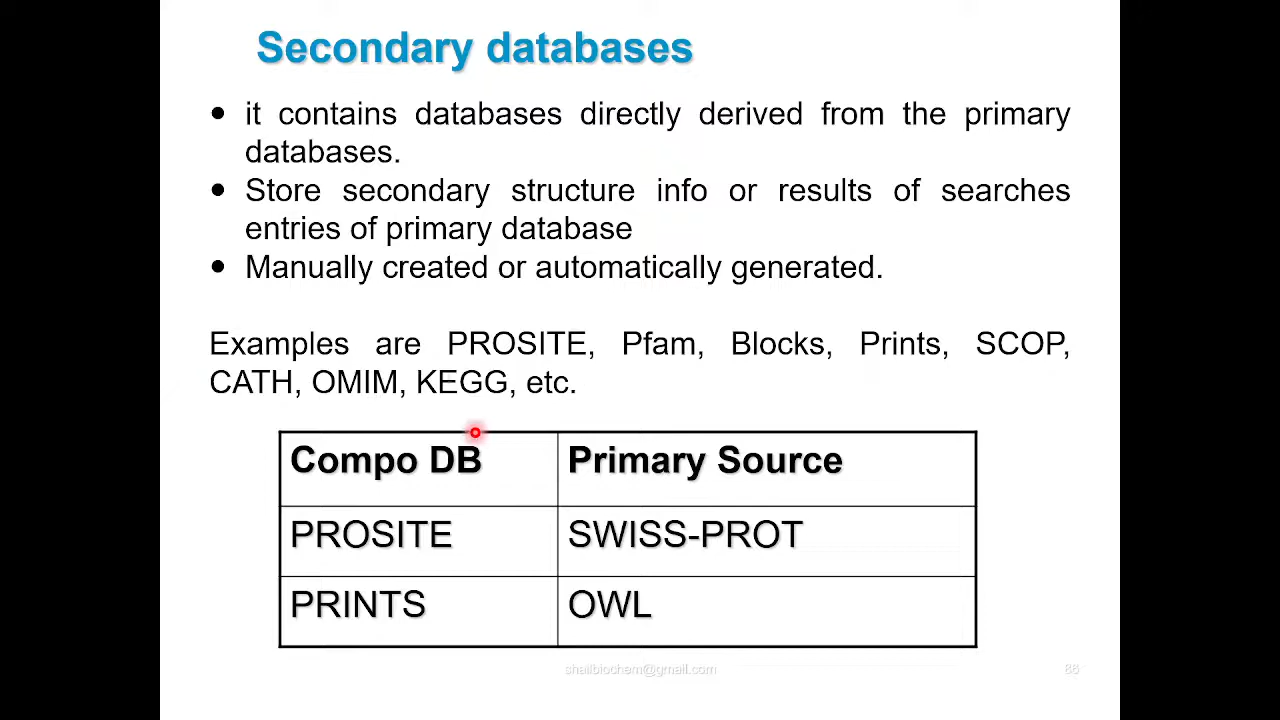 Secondary databases
• it contains databases directly derived from the primary
databases.
• Store secondary structure info or results of searches
entries of primary database
• Manually created or automatically generated.
Examples are PROSITE, Pfam, Blocks, Prints, SCOP,
CATH, OMIM, KEGG, etc.
Compo DB Primary Source
PROSITE SWISS-PROT
PRINTS OWL
shailbiochem@gmail.com 86